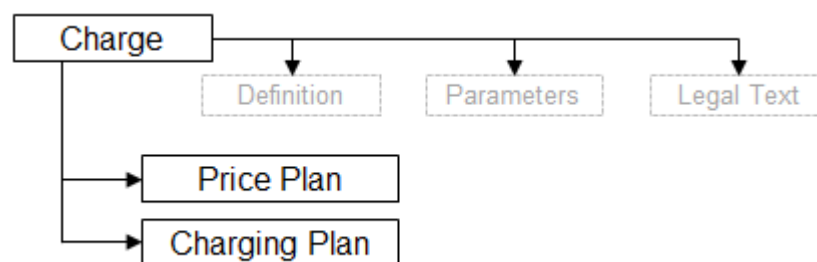 Charge
Definition
Parameters
Legal Text
Price Plan
Charging Plan